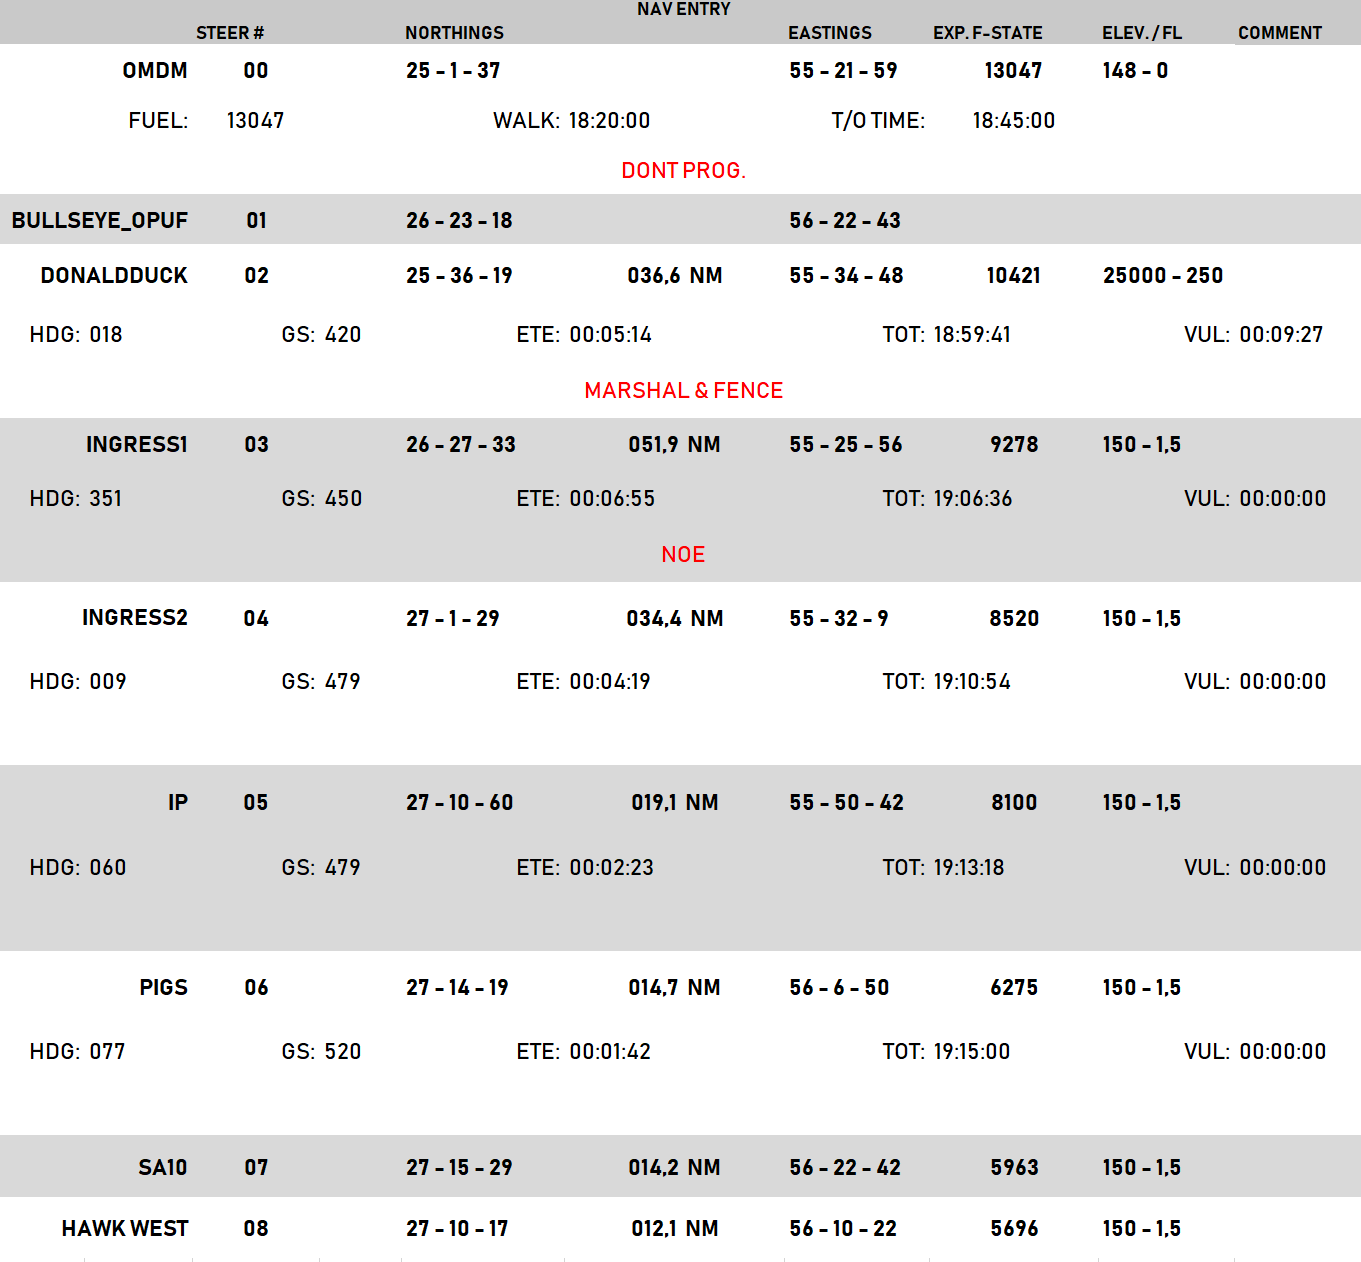 NAV ENTRY
STEER # NORTHINGS EASTINGS EXP. F-STATE ELEV. / FL COMMENT
OMDM 00 25 - 1 - 37 55 - 21 - 59 13047 148 - 0
FUEL: 13047 WALK: 18:20:00 T/O TIME: 18:45:00
DONT PROG.
BULLSEYE_OPUF 01 26 - 23 - 18 56 - 22 - 43
DONALDDUCK 02 25 - 36 - 19 036,6 NM 55 - 34 - 48 10421 25000 - 250
HDG: 018 GS: 420 ETE: 00:05:14 TOT: 18:59:41 VUL: 00:09:27
MARSHAL & FENCE
INGRESS1 03 26 - 27 - 33 051,9 NM 55 - 25 - 56 9278 150 - 1,5
HDG: 351 GS: 450 ETE: 00:06:55 TOT: 19:06:36 VUL: 00:00:00
NOE
INGRESS2 04 27 - 1 - 29 034,4 NM 55 - 32 - 9 8520 150 - 1,5
HDG: 009 GS: 479 ETE: 00:04:19 TOT: 19:10:54 VUL: 00:00:00
IP 05 27 - 10 - 60 019,1 NM 55 - 50 - 42 8100 150 - 1,5
HDG: 060 GS: 479 ETE: 00:02:23 TOT: 19:13:18 VUL: 00:00:00
PIGS 06 27 - 14 - 19 014,7 NM 56 - 6 - 50 6275 150 - 1,5
HDG: 077 GS: 520 ETE: 00:01:42 TOT: 19:15:00 VUL: 00:00:00
SA10 07 27 - 15 - 29 014,2 NM 56 - 22 - 42 5963 150 - 1,5
HAWK WEST 08 27 - 10 - 17 012,1 NM 56 - 10 - 22 5696 150 - 1,5